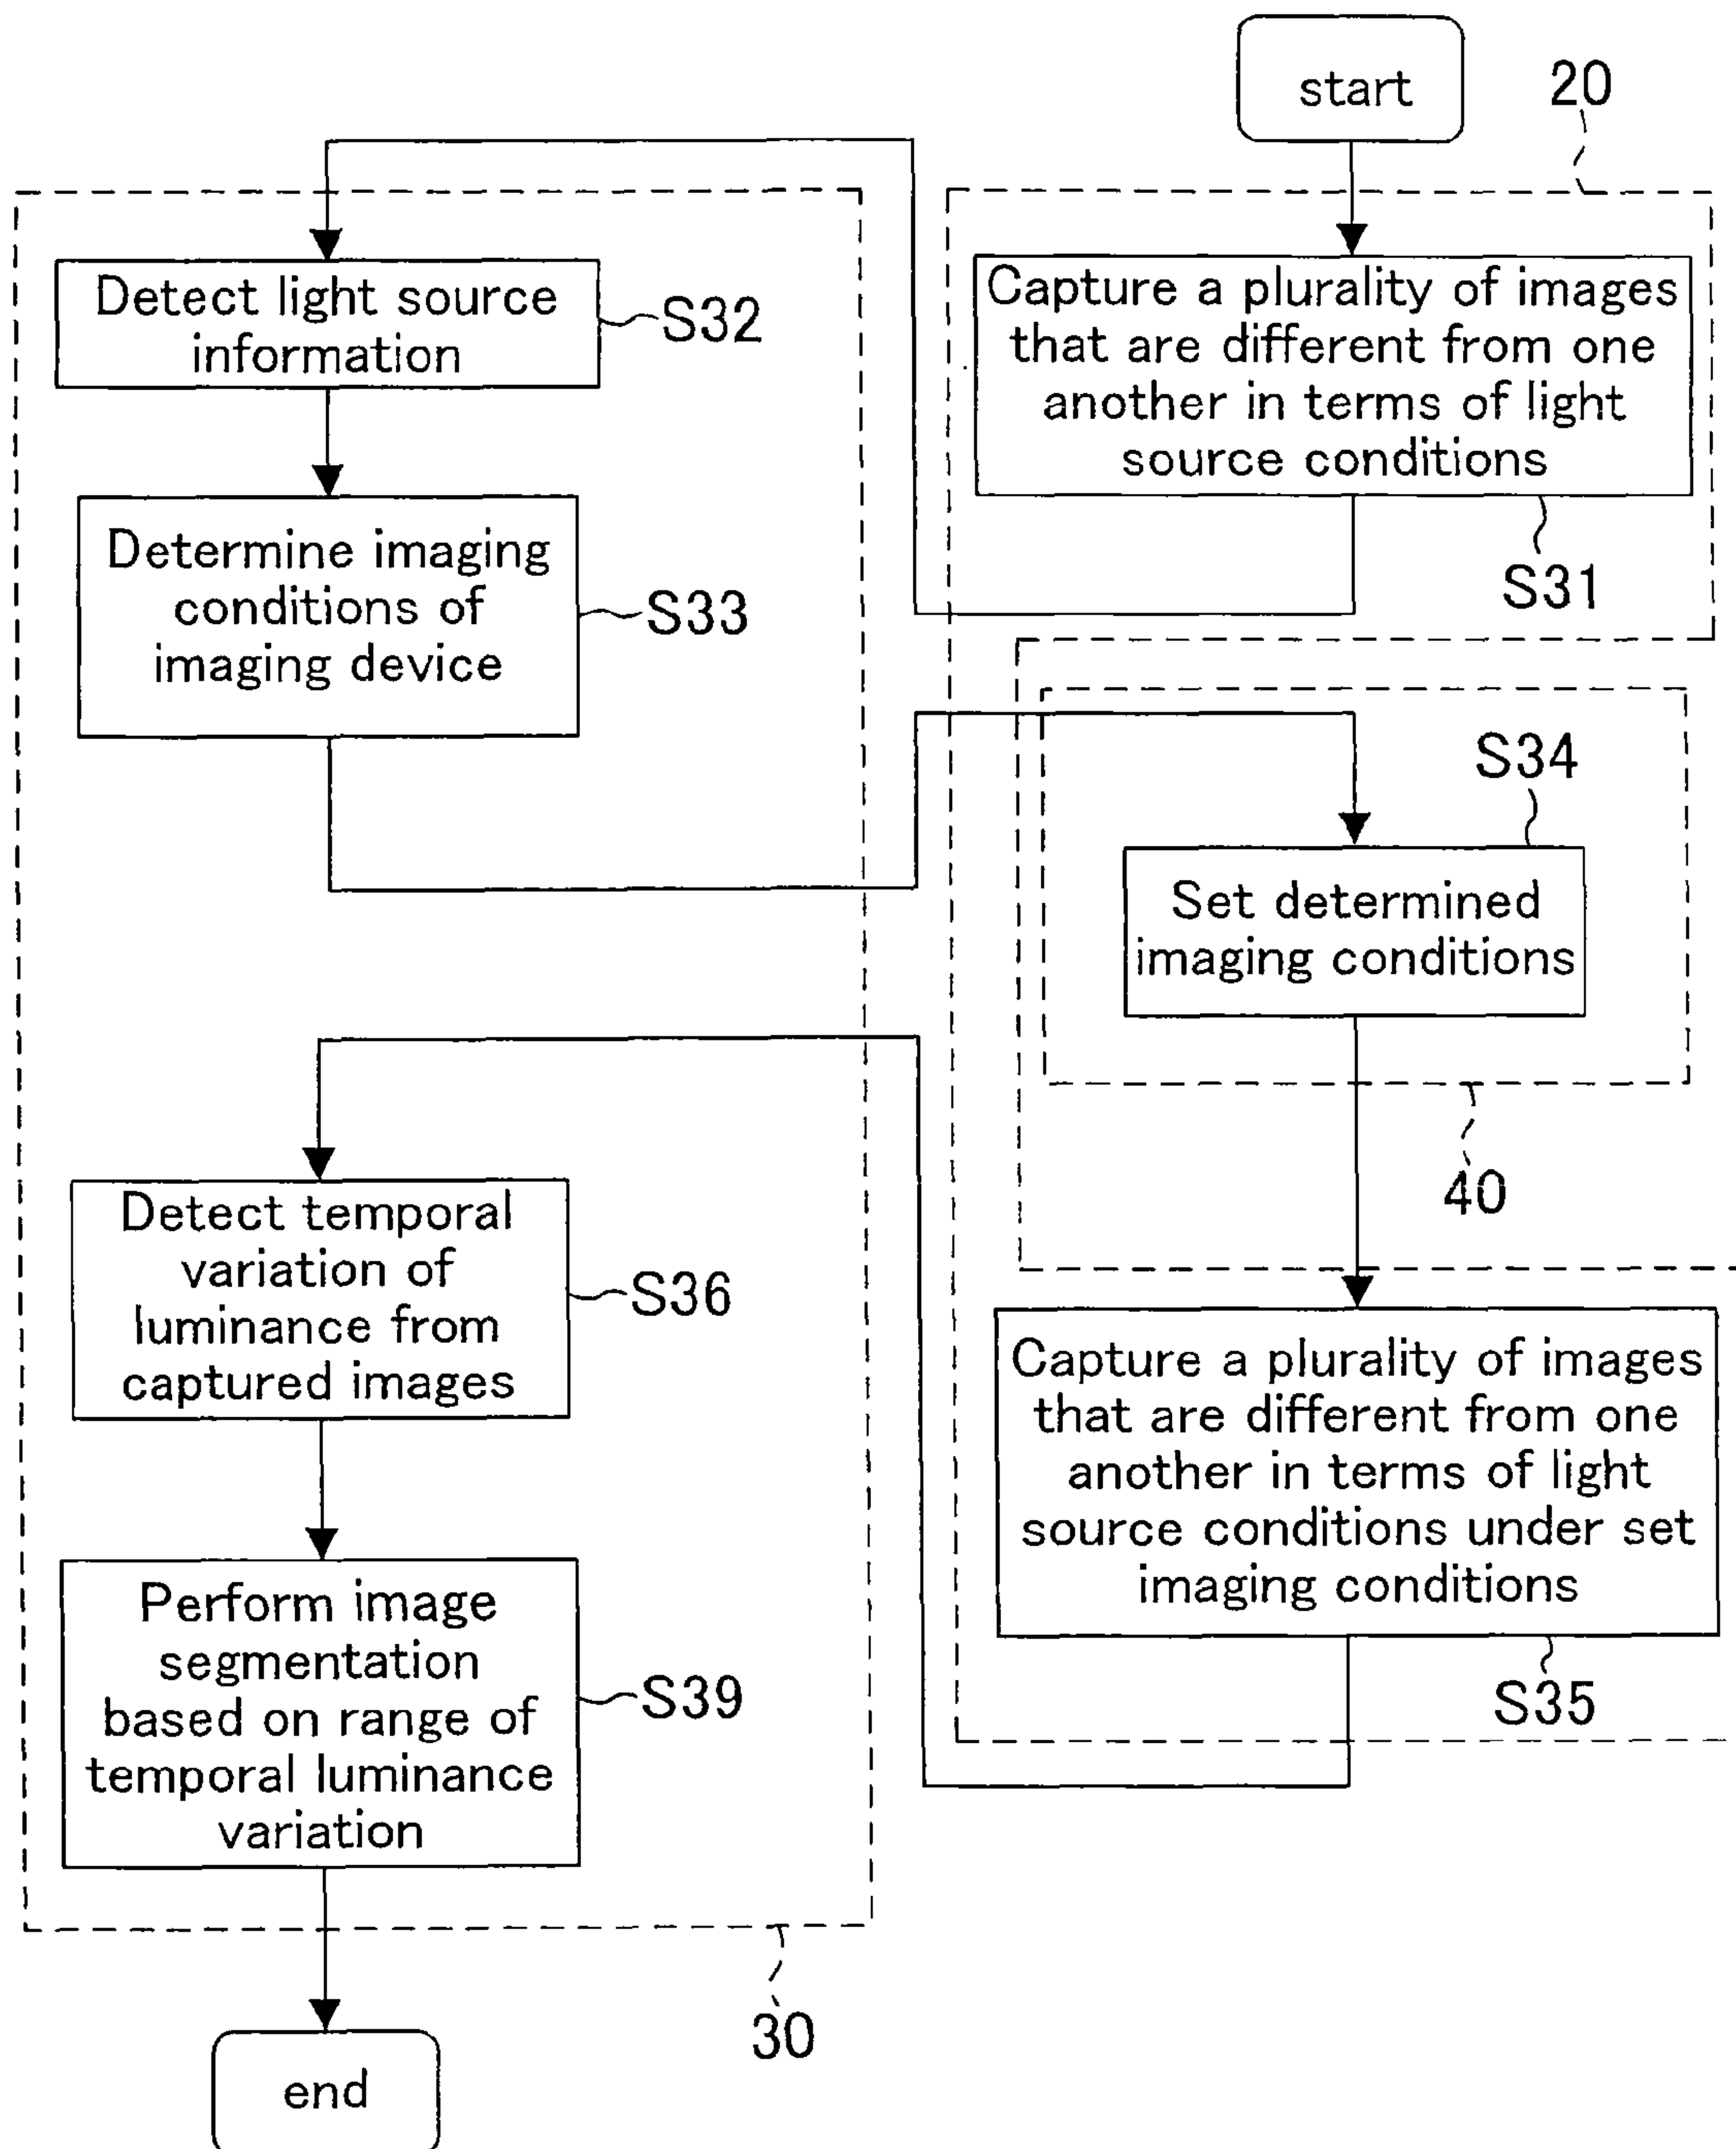 start
20
Capture a plurality of images
that are different from one
another in terms of light
source conditions
S31
Detect light source
information
S32
Determine imaging
conditions of
imaging device
S33
S34
Set determined
imaging conditions
40
Capture a plurality of images
that are different from one
another in terms of light
source conditions under set
imaging conditions
S35
Detect temporal
variation of
luminance from
captured images
S36
Perform image
segmentation
based on range of
temporal luminance
variation
S39
30
end